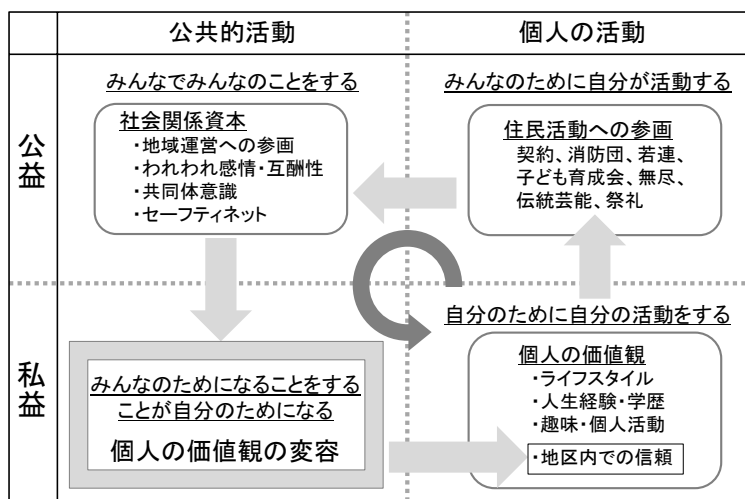 公共的活動
個人の活動
公益
みんなでみんなのことをする
社会関係資本
・地域運営への参画
・われわれ感情・互酬性
・共同体意識
・セーフティネット
みんなのために自分が活動する
住民活動への参画
契約、消防団、若連、
子ども育成会、無尽、
伝統芸能、祭礼
私益
みんなのためになることをする
ことが自分のためになる
個人の価値観の変容
自分のために自分の活動をする
個人の価値観
・ライフスタイル
・人生経験・学歴
・趣味・個人活動
・地区内での信頼